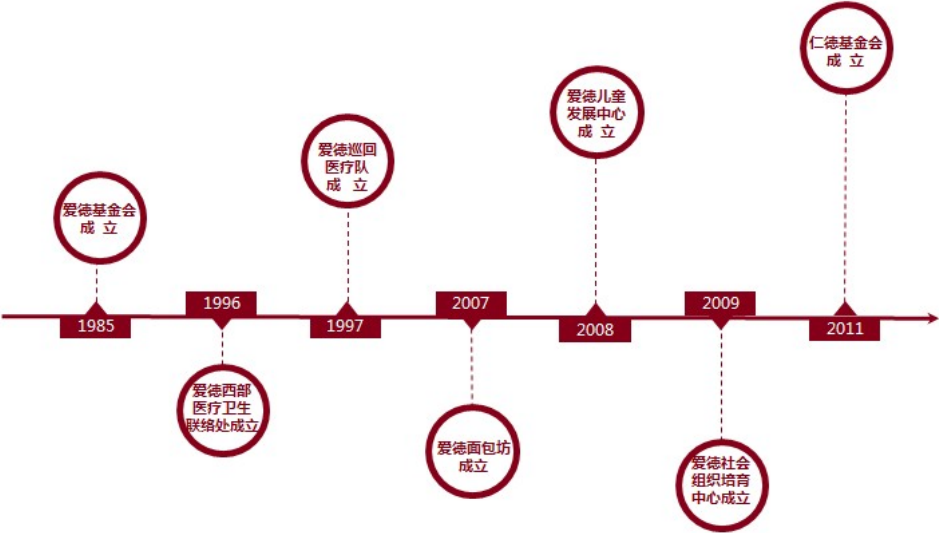 爱德基金会
成 立
1985
1996
爱德西部
医疗卫生
联络处成立
爱德巡回
医疗队
成 立
1997
2007
爱德面包坊
成立
爱德儿童
发展中心
成 立
2008
2009
爱德社会
组织培育
中心成立
仁德基金会
成 立
2011